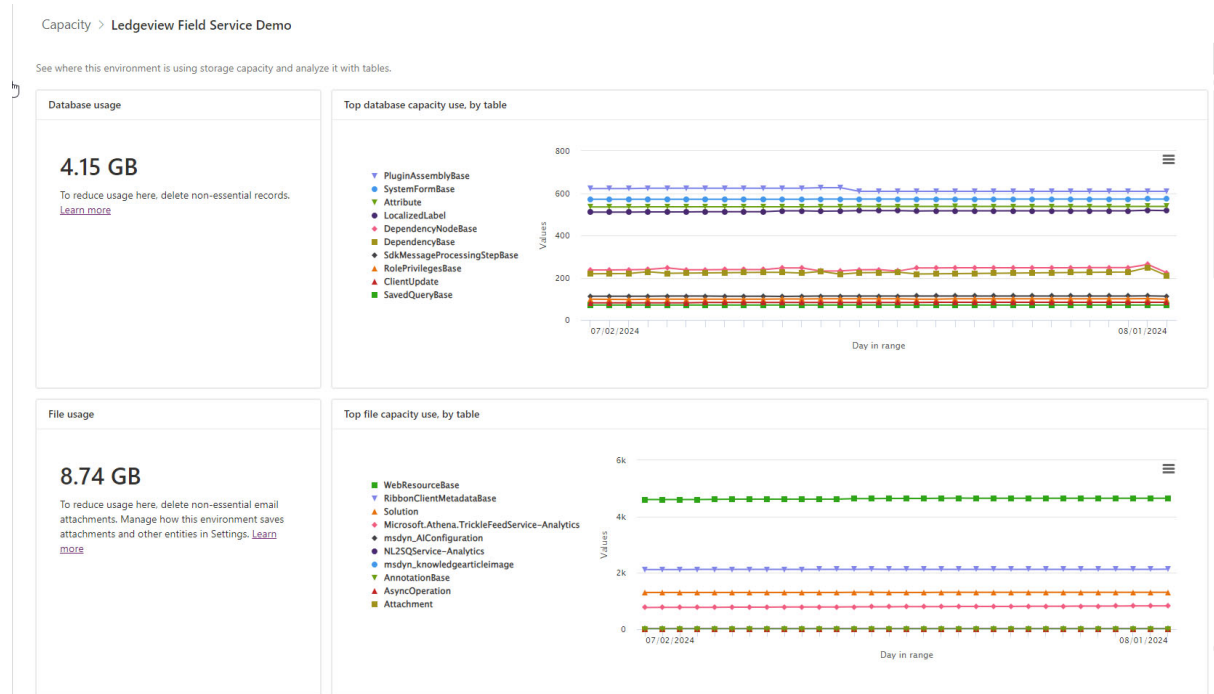 Capacity > Ledgeview Field Service Demo
See where this environment is using storage capacity and analyze it with tables.
Database usage
4.15 GB
To reduce usage here, delete non-essential records.
Learn more
Top database capacity use, by table
PluginAssemblyBase
SystemFormBase
Attribute
LocalizedLabel
DependencyNodeBase
DependencyBase
SdkMessageProcessingStepBase
RolePrivilegesBase
ClientUpdate
SavedQueryBase
Values
800
600
400
200
0
07/02/2024
08/01/2024
Day in range
File usage
8.74 GB
To reduce usage here, delete non-essential email
attachments. Manage how this environment saves
attachments and other entities in Settings. Learn
more
Top file capacity use, by table
WebResourceBase
RibbonClientMetadataBase
Solution
Microsoft.Athena.TrickleFeedService-Analytics
msdyn_AIConfiguration
NL2SQService-Analytics
msdyn_knowledgearticleimage
AnnotationBase
AsyncOperation
Attachment
Values
6k
4k
2k
0
07/02/2024
08/01/2024
Day in range